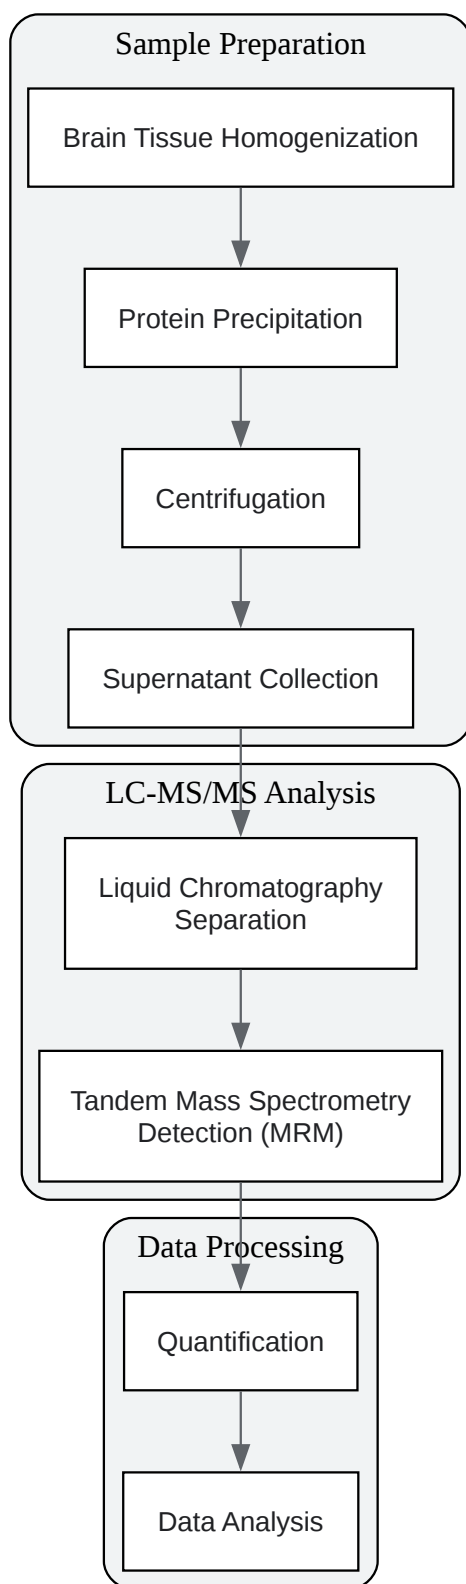 Sample Preparation
Brain Tissue Homogenization
Protein Precipitation
Centrifugation
Supernatant Collection
LC-MS/MS Analysis
Liquid Chromatography
Separation
Tandem Mass Spectrometry
Detection (MRM)
Data Processing
Quantification
Data Analysis